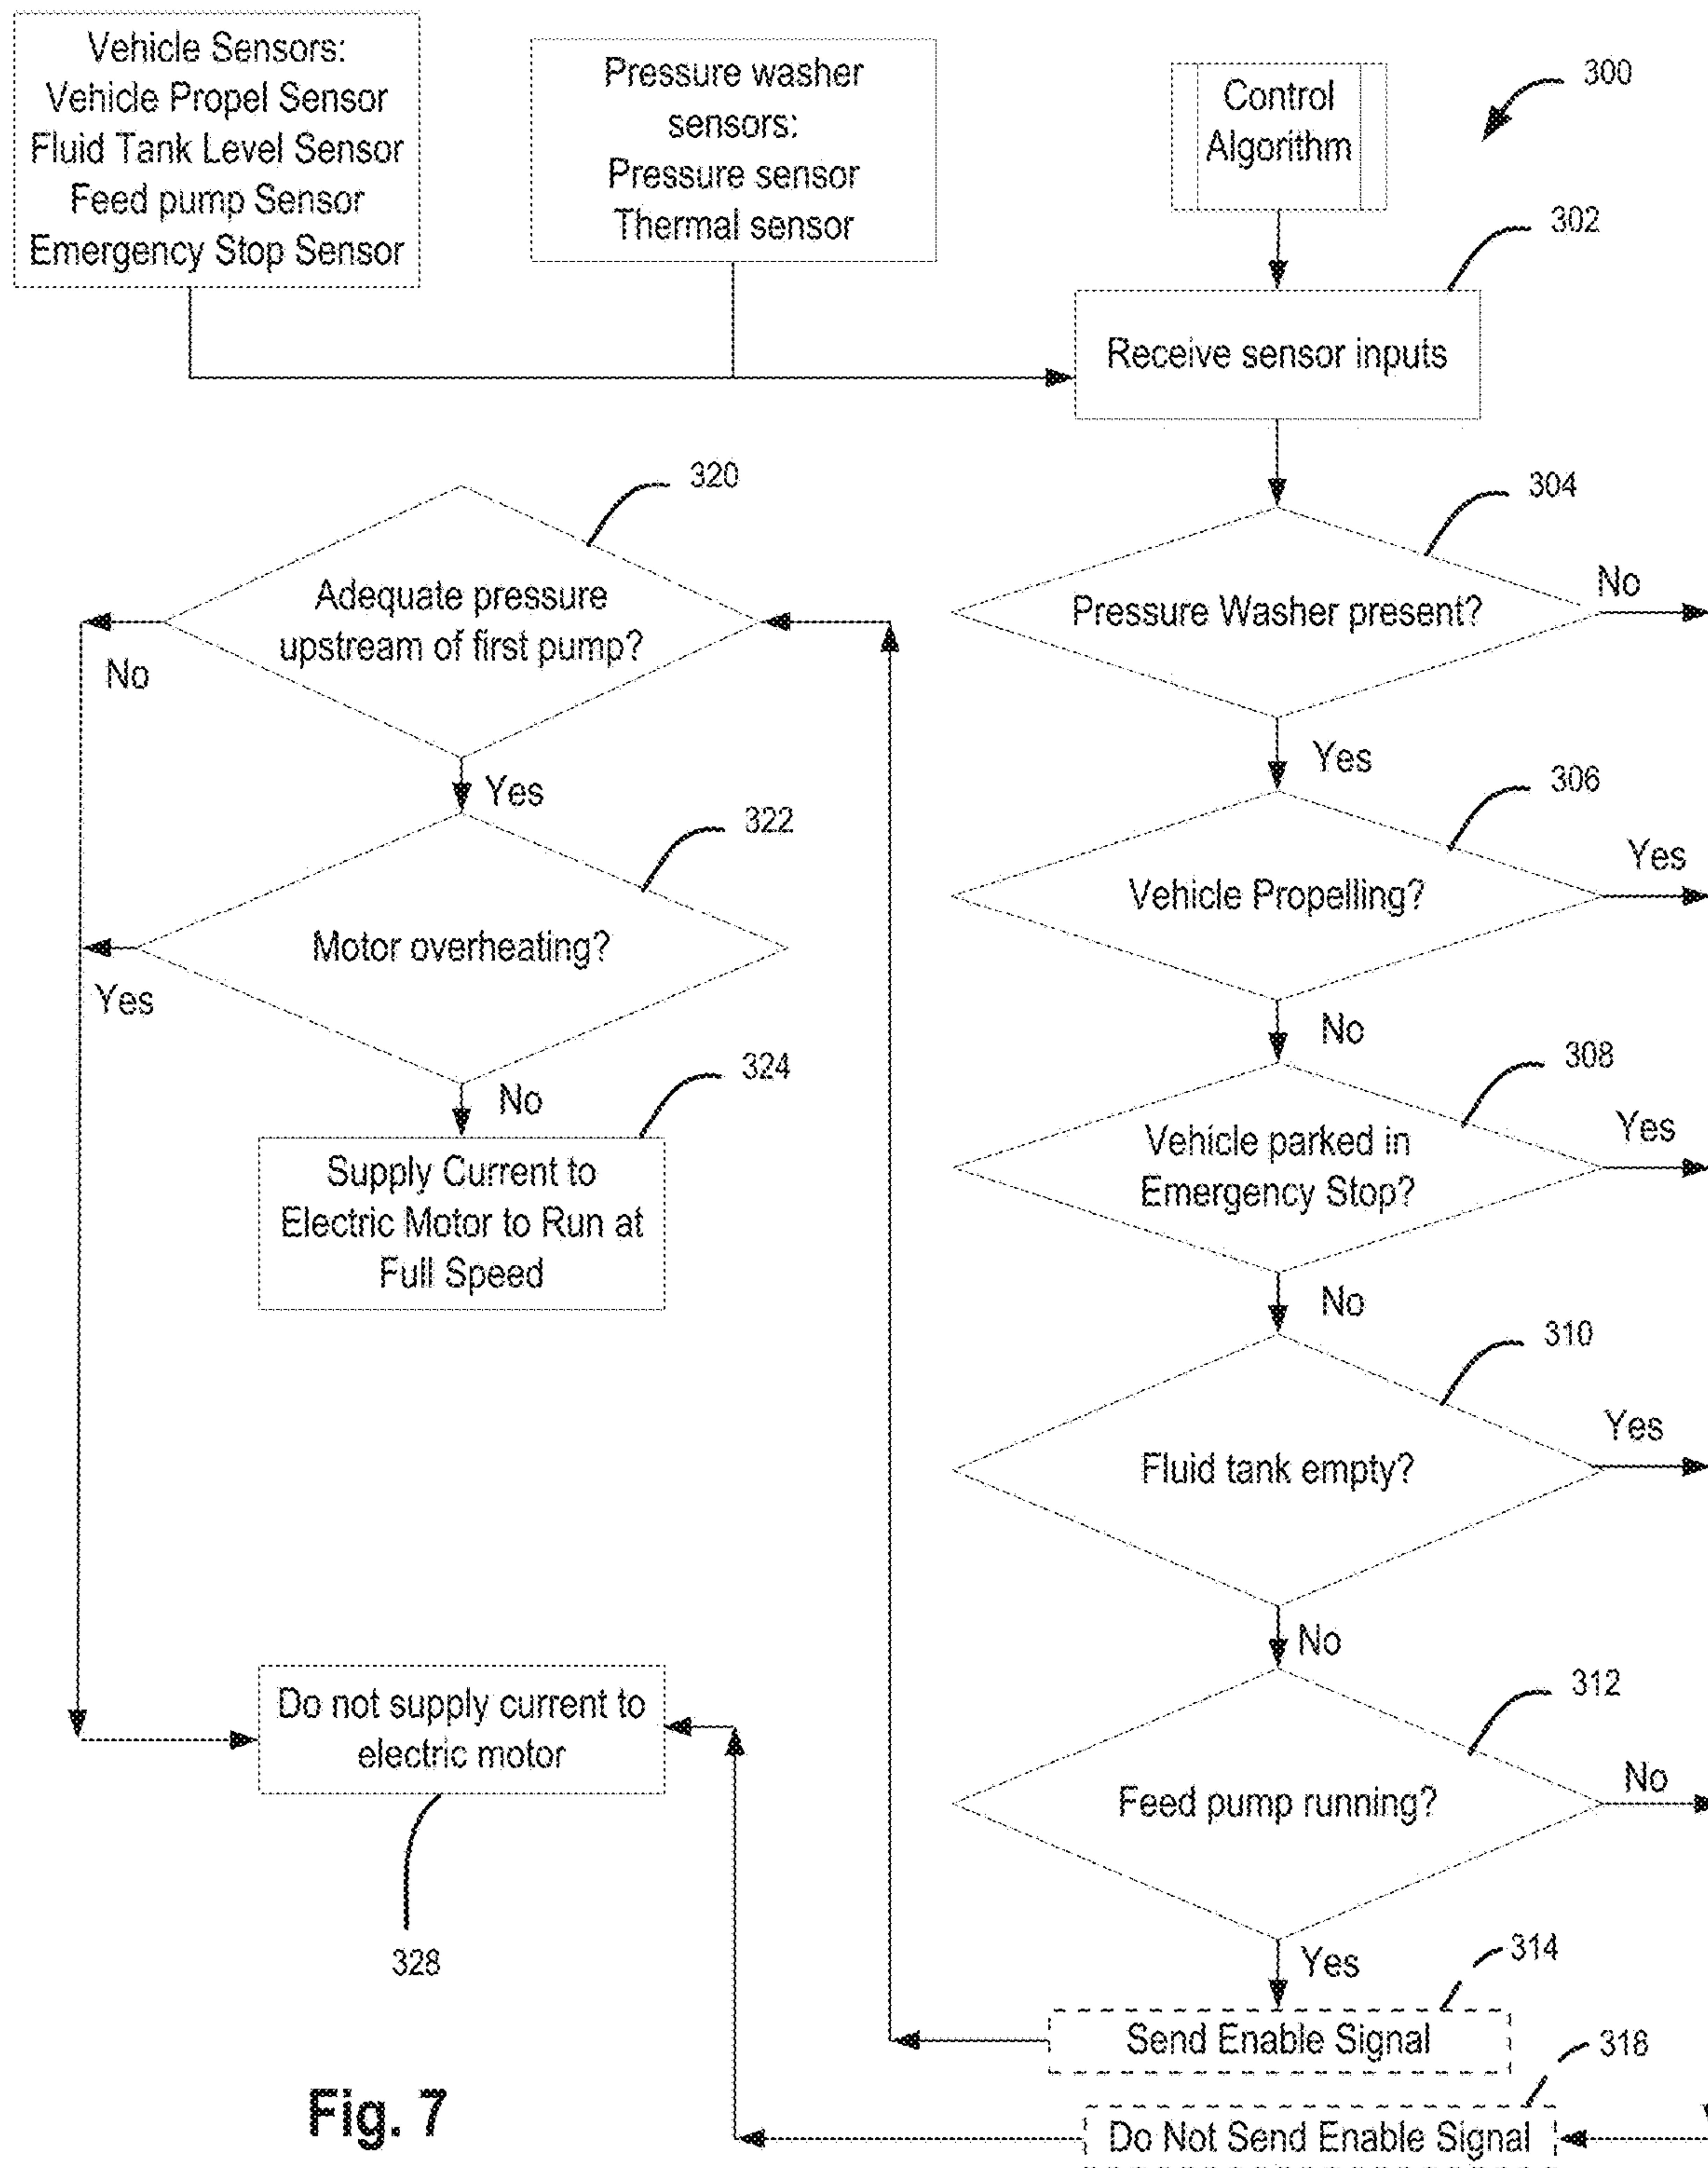 Vehicle Sensors:
Vehicle Propel Sensor
Fluid Tank Level Sensor
Feed pump Sensor
Emergency Stop Sensor
Pressure washer
sensors:
Pressure sensor
Thermal sensor
Control
Algorithm
300
302
Receive sensor inputs
304
Pressure Washer present?
No
Yes
306
Vehicle Propelling?
Yes
No
308
Vehicle parked in
Emergency Stop?
Yes
No
310
Fluid tank empty?
Yes
No
312
Feed pump running?
No
Yes
314
Send Enable Signal
318
Do Not Send Enable Signal
320
Adequate pressure
upstream of first pump?
No
Yes
322
Motor overheating?
Yes
No
324
Supply Current to
Electric Motor to Run at
Full Speed
Do not supply current to
electric motor
328
Fig. 7